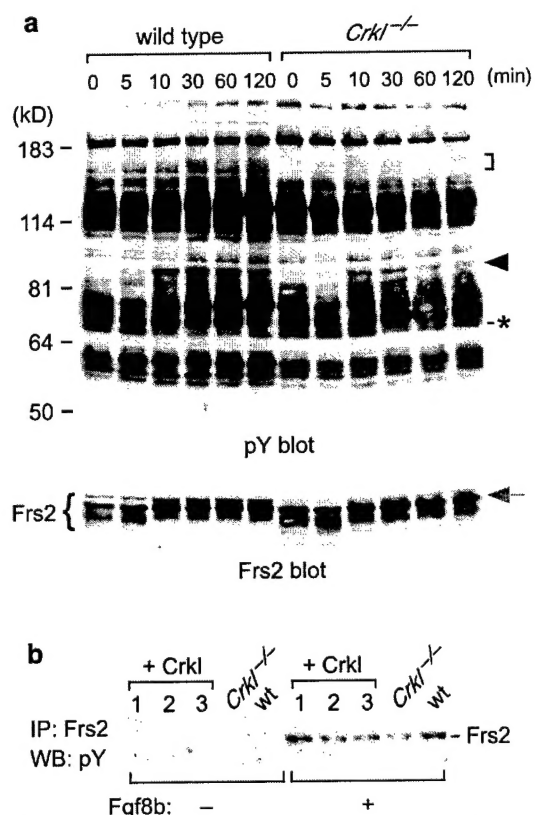 a
wild type Crkl–/–
0 5 10 30 60 120 0 5 10 30 60 120 (min)
(kD)
183
114
81
-*
64
50
pY blot
Frs2 {
Frs2 blot
b
+ Crkl Crkl–/– wt + Crkl Crkl–/– wt
1 2 3 1 2 3
IP: Frs2
WB: pY
-Frs2
Fgf8b: – +